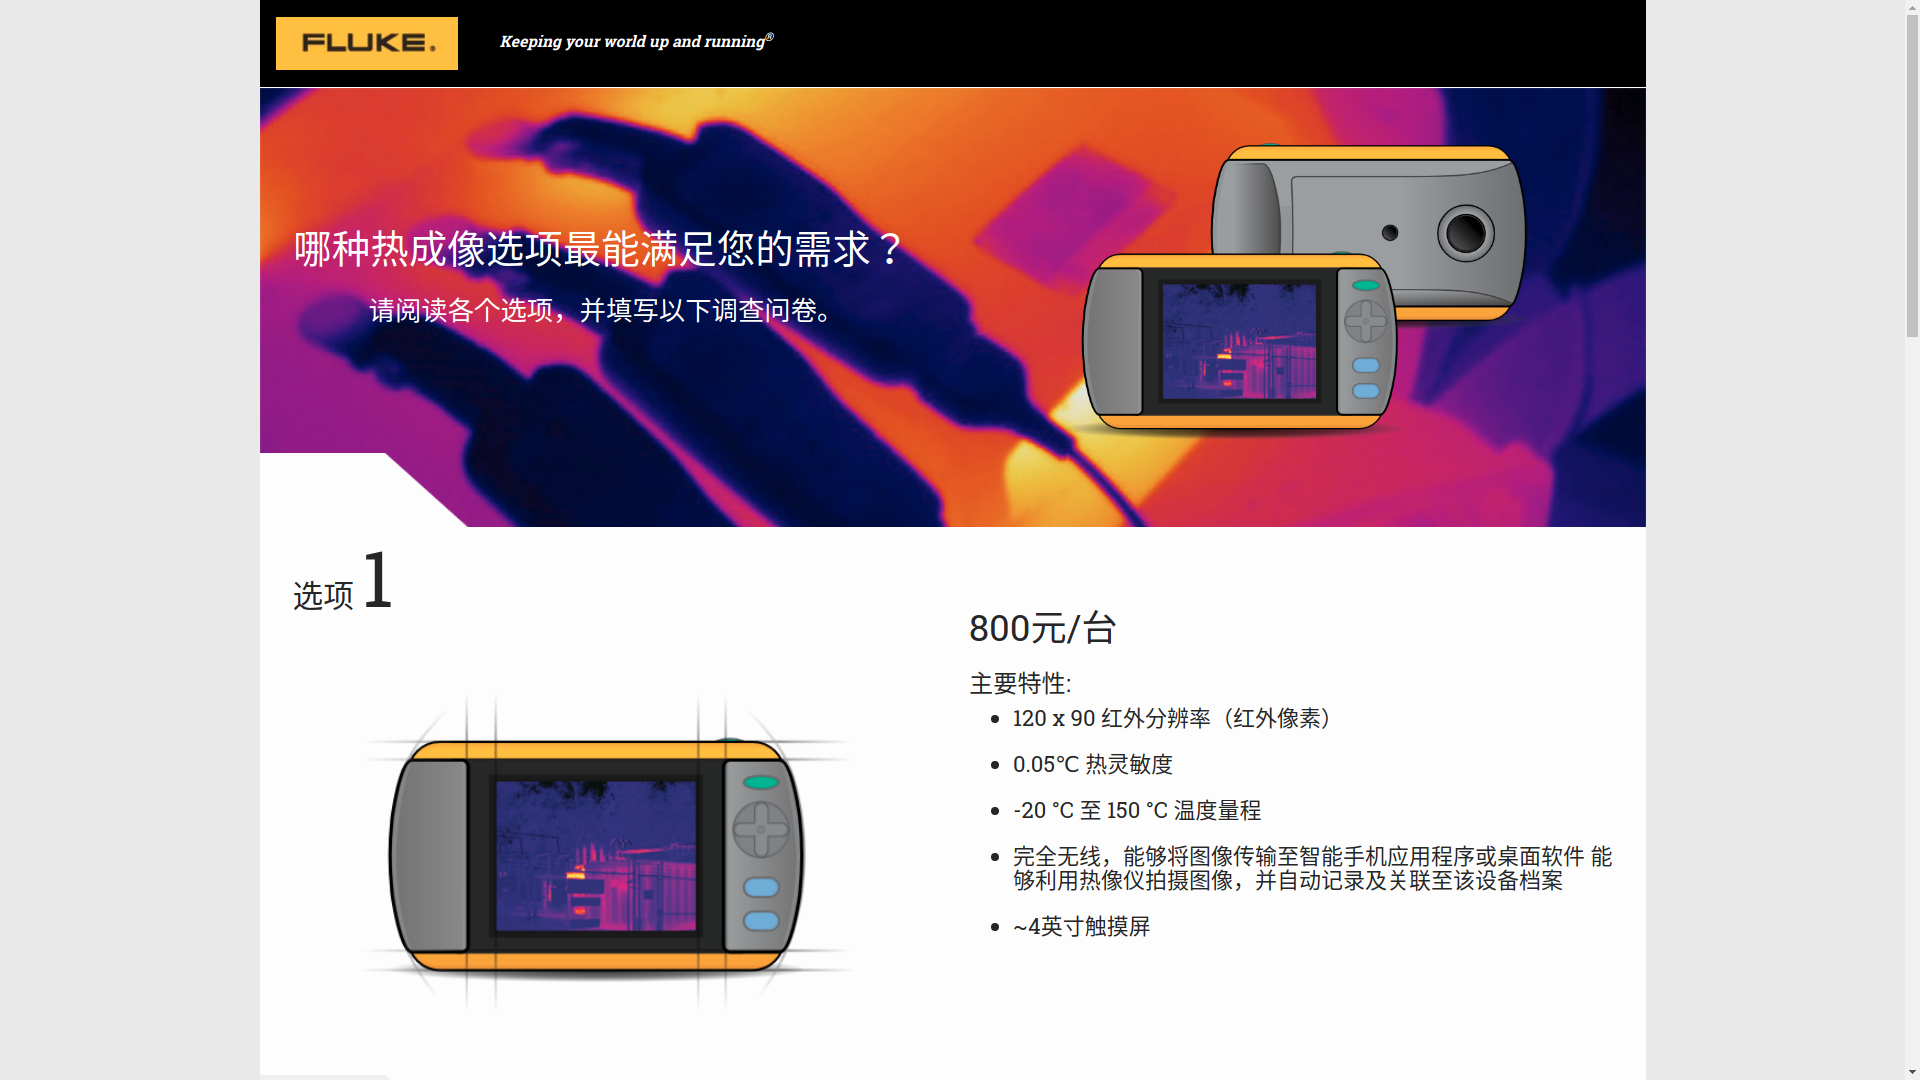 FLUKE®
Keeping your world up and running®
哪种热成像选项最能满足您的需求？
请阅读各个选项，并填写以下调查问卷。
选项 1
800元/台
主要特性:
120 x 90 红外分辨率（红外像素）
0.05°C 热灵敏度
-20 °C 至 150 °C 温度量程
完全无线，能够将图像传输至智能手机应用程序或桌面软件 能
够利用热像仪拍摄图像，并自动记录及关联至该设备档案
~4英寸触摸屏